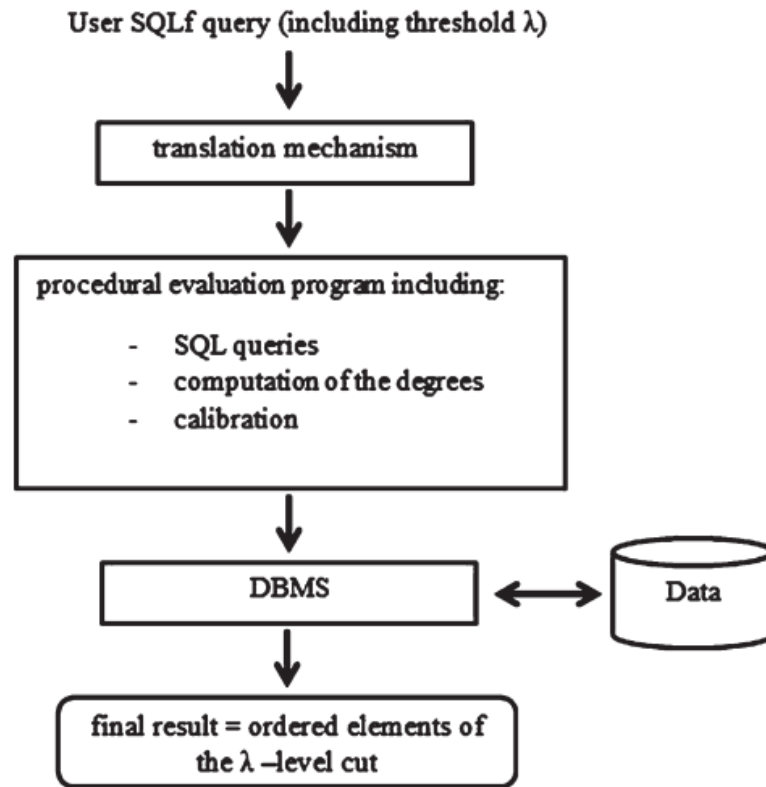 User SQLf query (including threshold λ)
translation mechanism
procedural evaluation program including:
- SQL queries
- computation of the degrees
- calibration
DBMS
Data
final result = ordered elements of
the λ –level cut